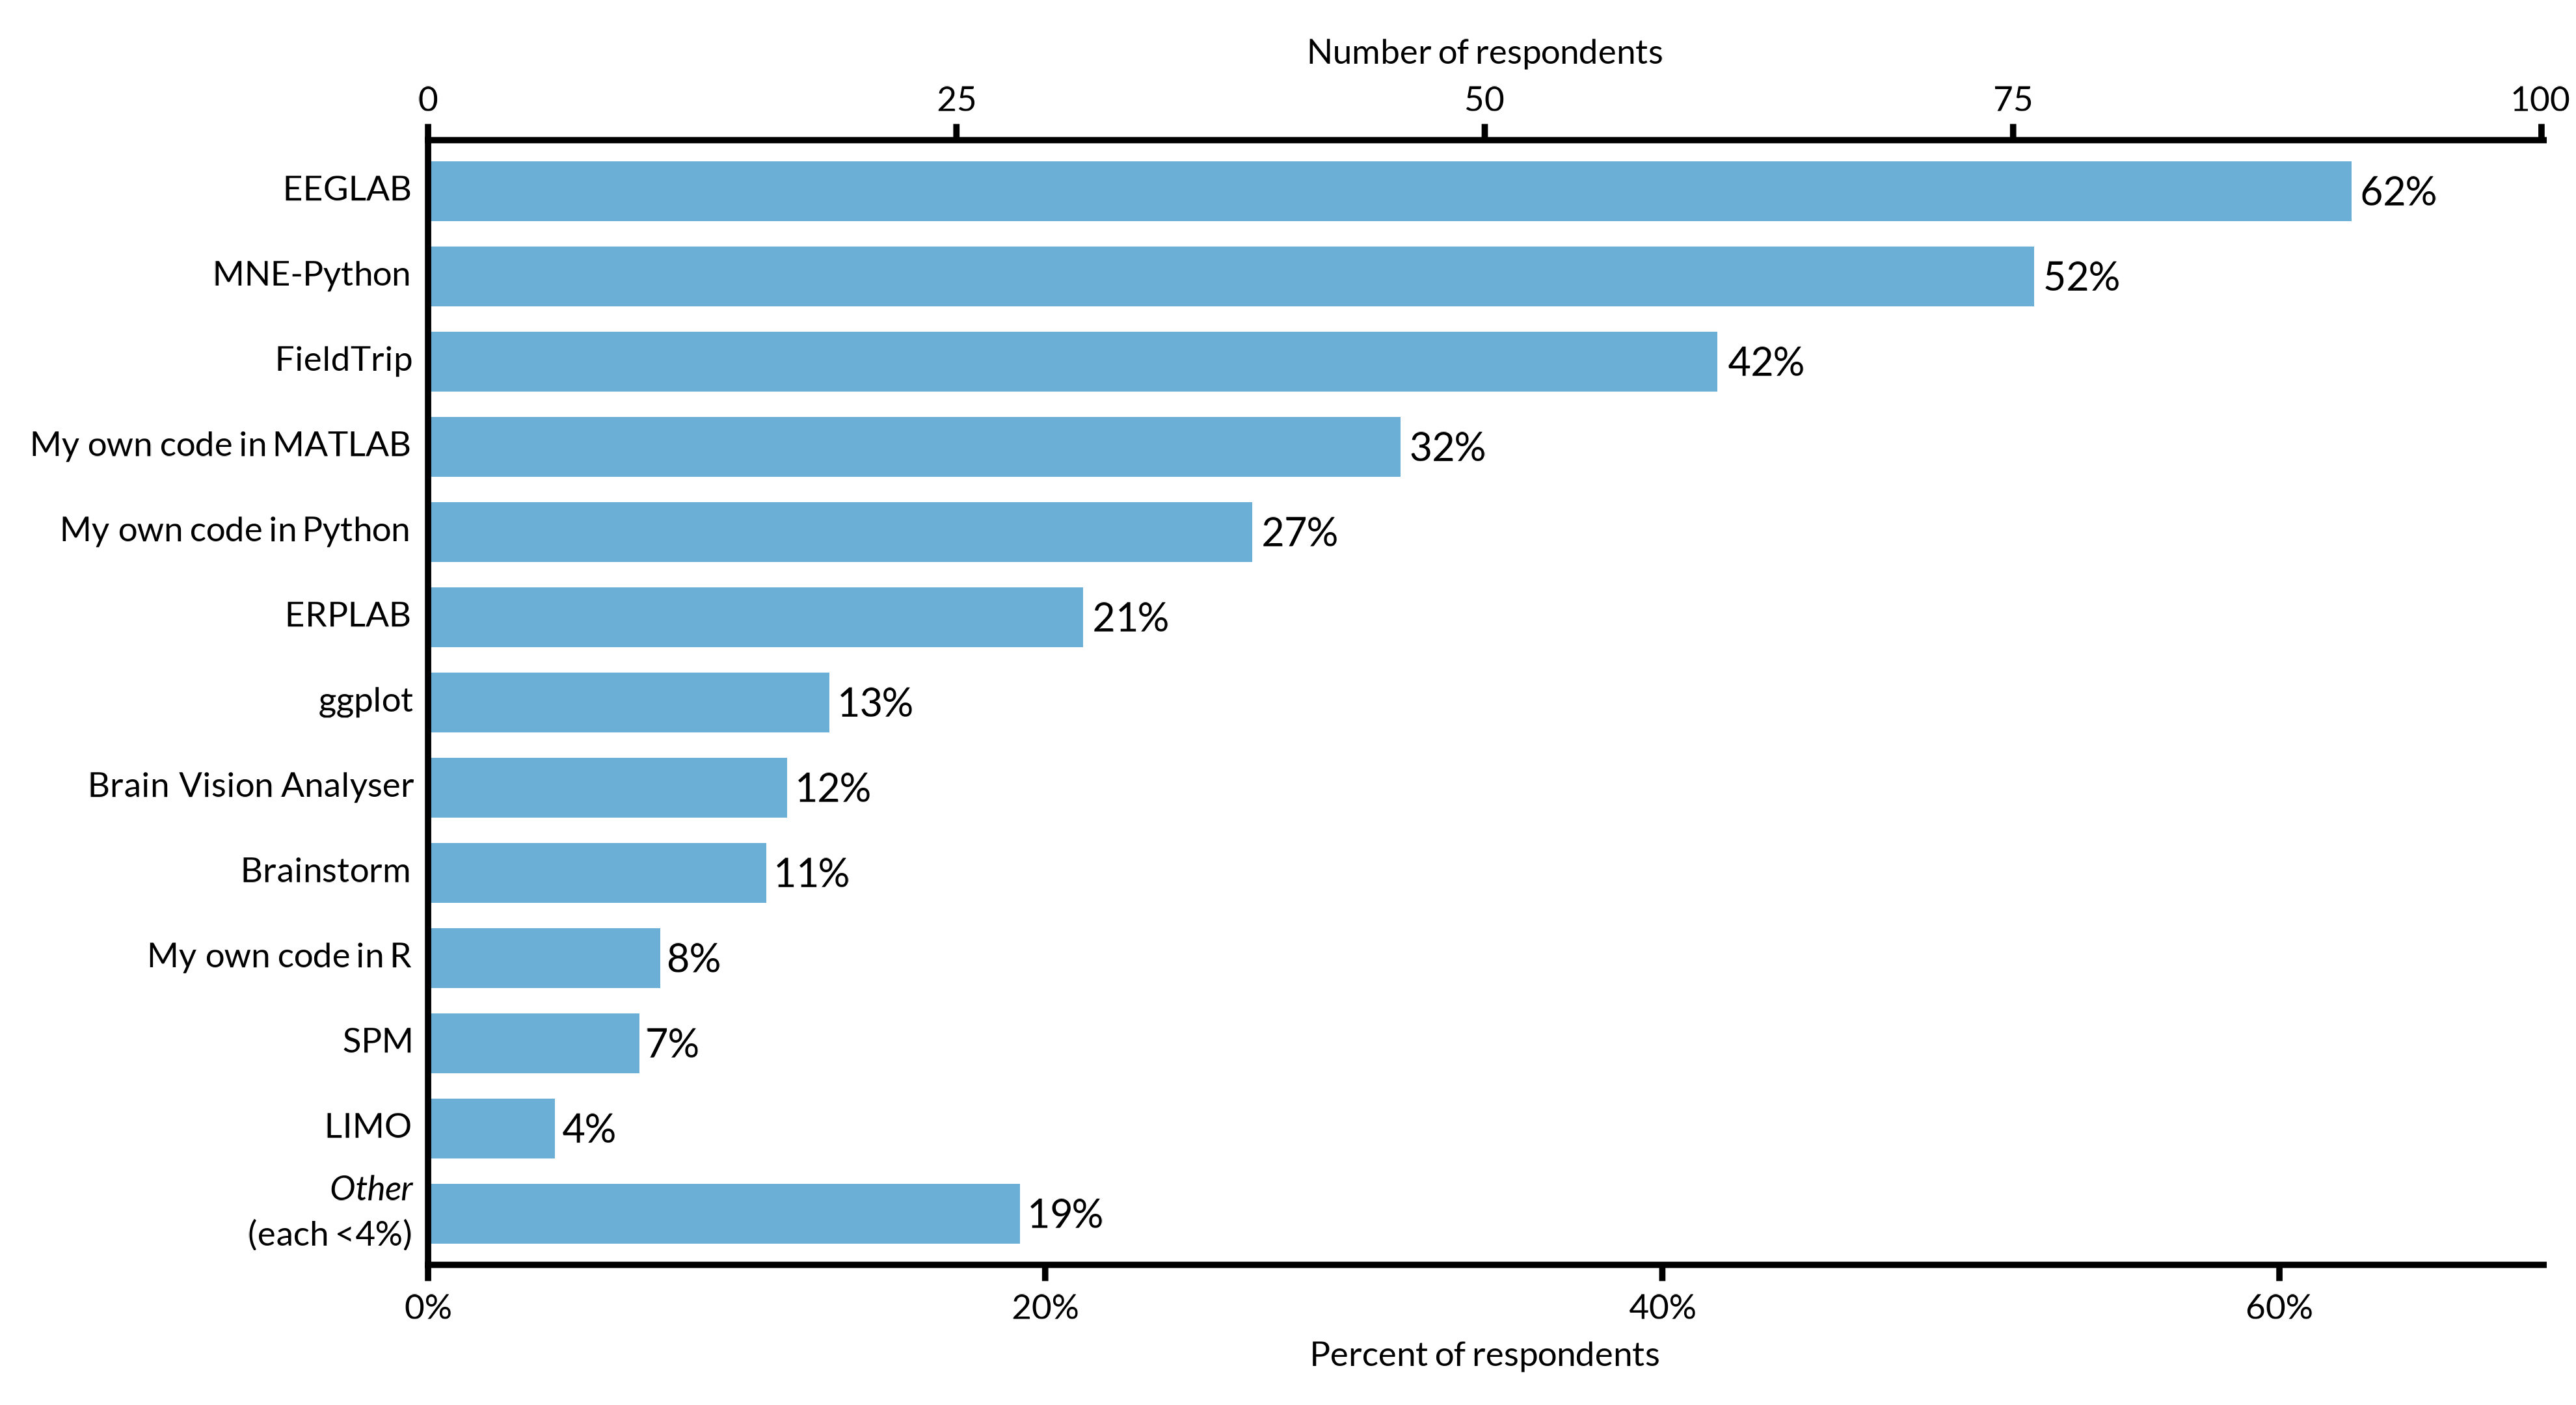 Number of respondents
0 25 50 75 100
EEGLAB 62%
MNE-Python 52%
FieldTrip 42%
My own code in MATLAB 32%
My own code in Python 27%
ERPLAB 21%
ggplot 13%
Brain Vision Analyser 12%
Brainstorm 11%
My own code in R 8%
SPM 7%
LIMO 4%
Other
(each <4%) 19%
0% 20% 40% 60%
Percent of respondents